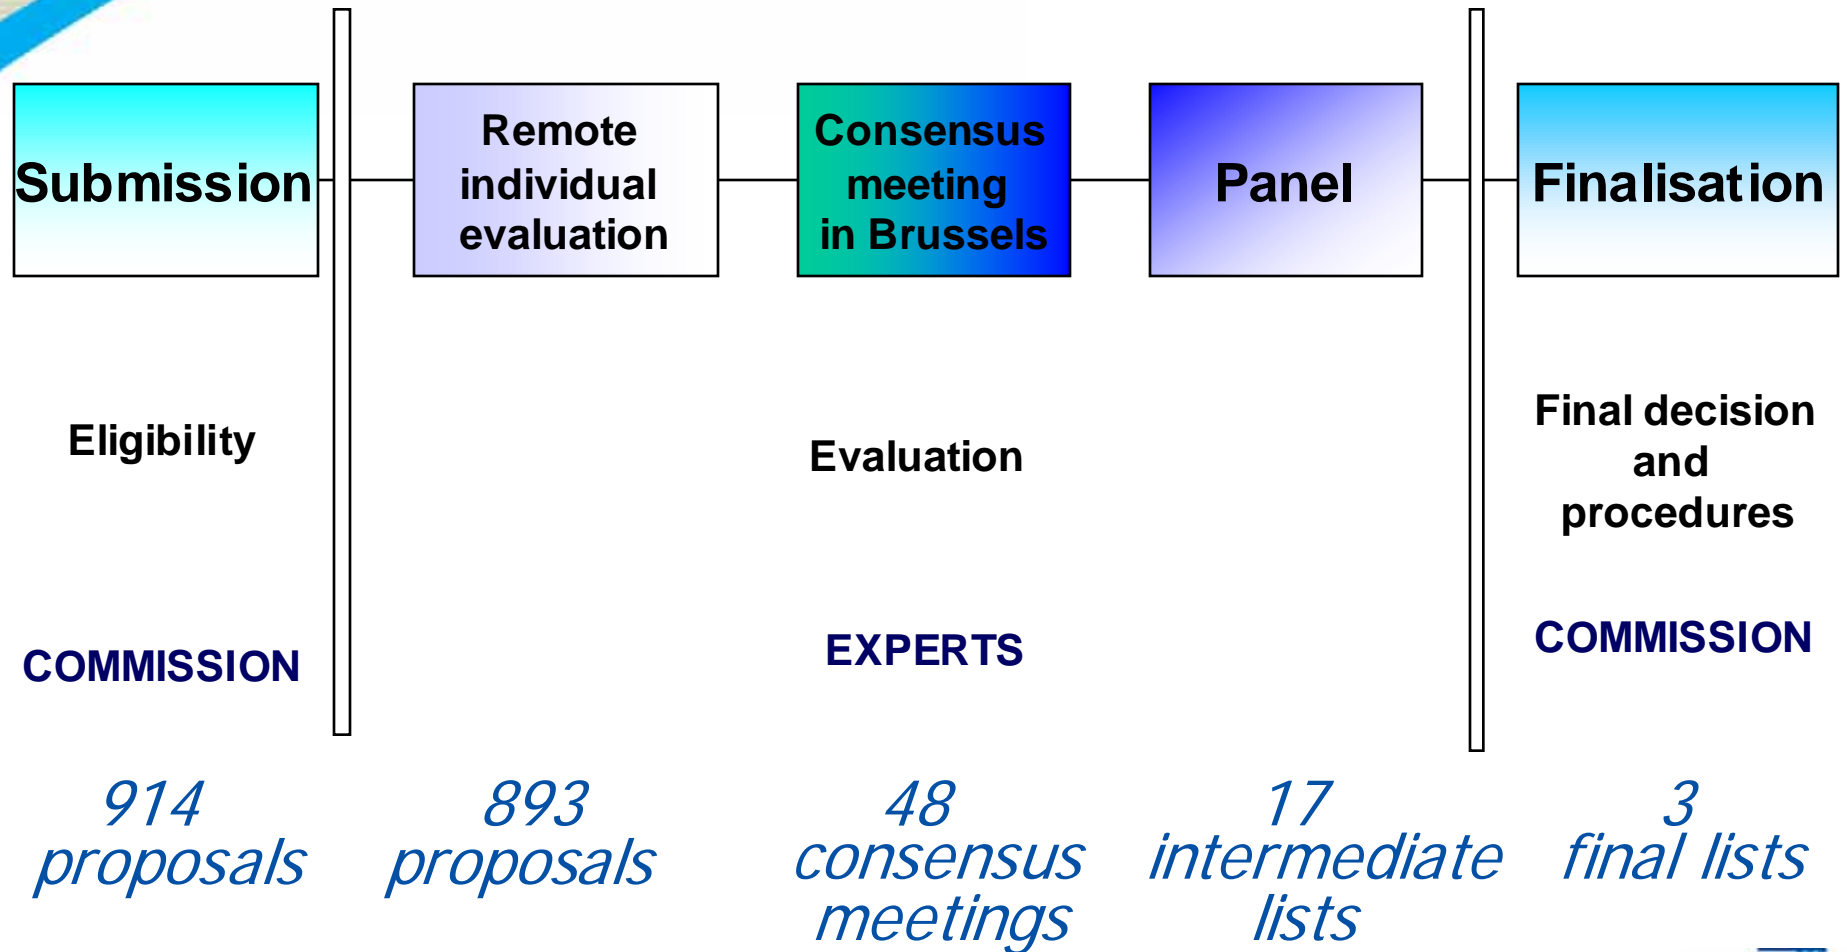 Submission
Remote
individual
evaluation
Consensus
meeting
in Brussels
Panel
Finalisation
Eligibility
Evaluation
Final decision
and
procedures
COMMISSION
EXPERTS
COMMISSION
914
proposals
893
proposals
48
consensus
meetings
17
intermediate
lists
3
final lists